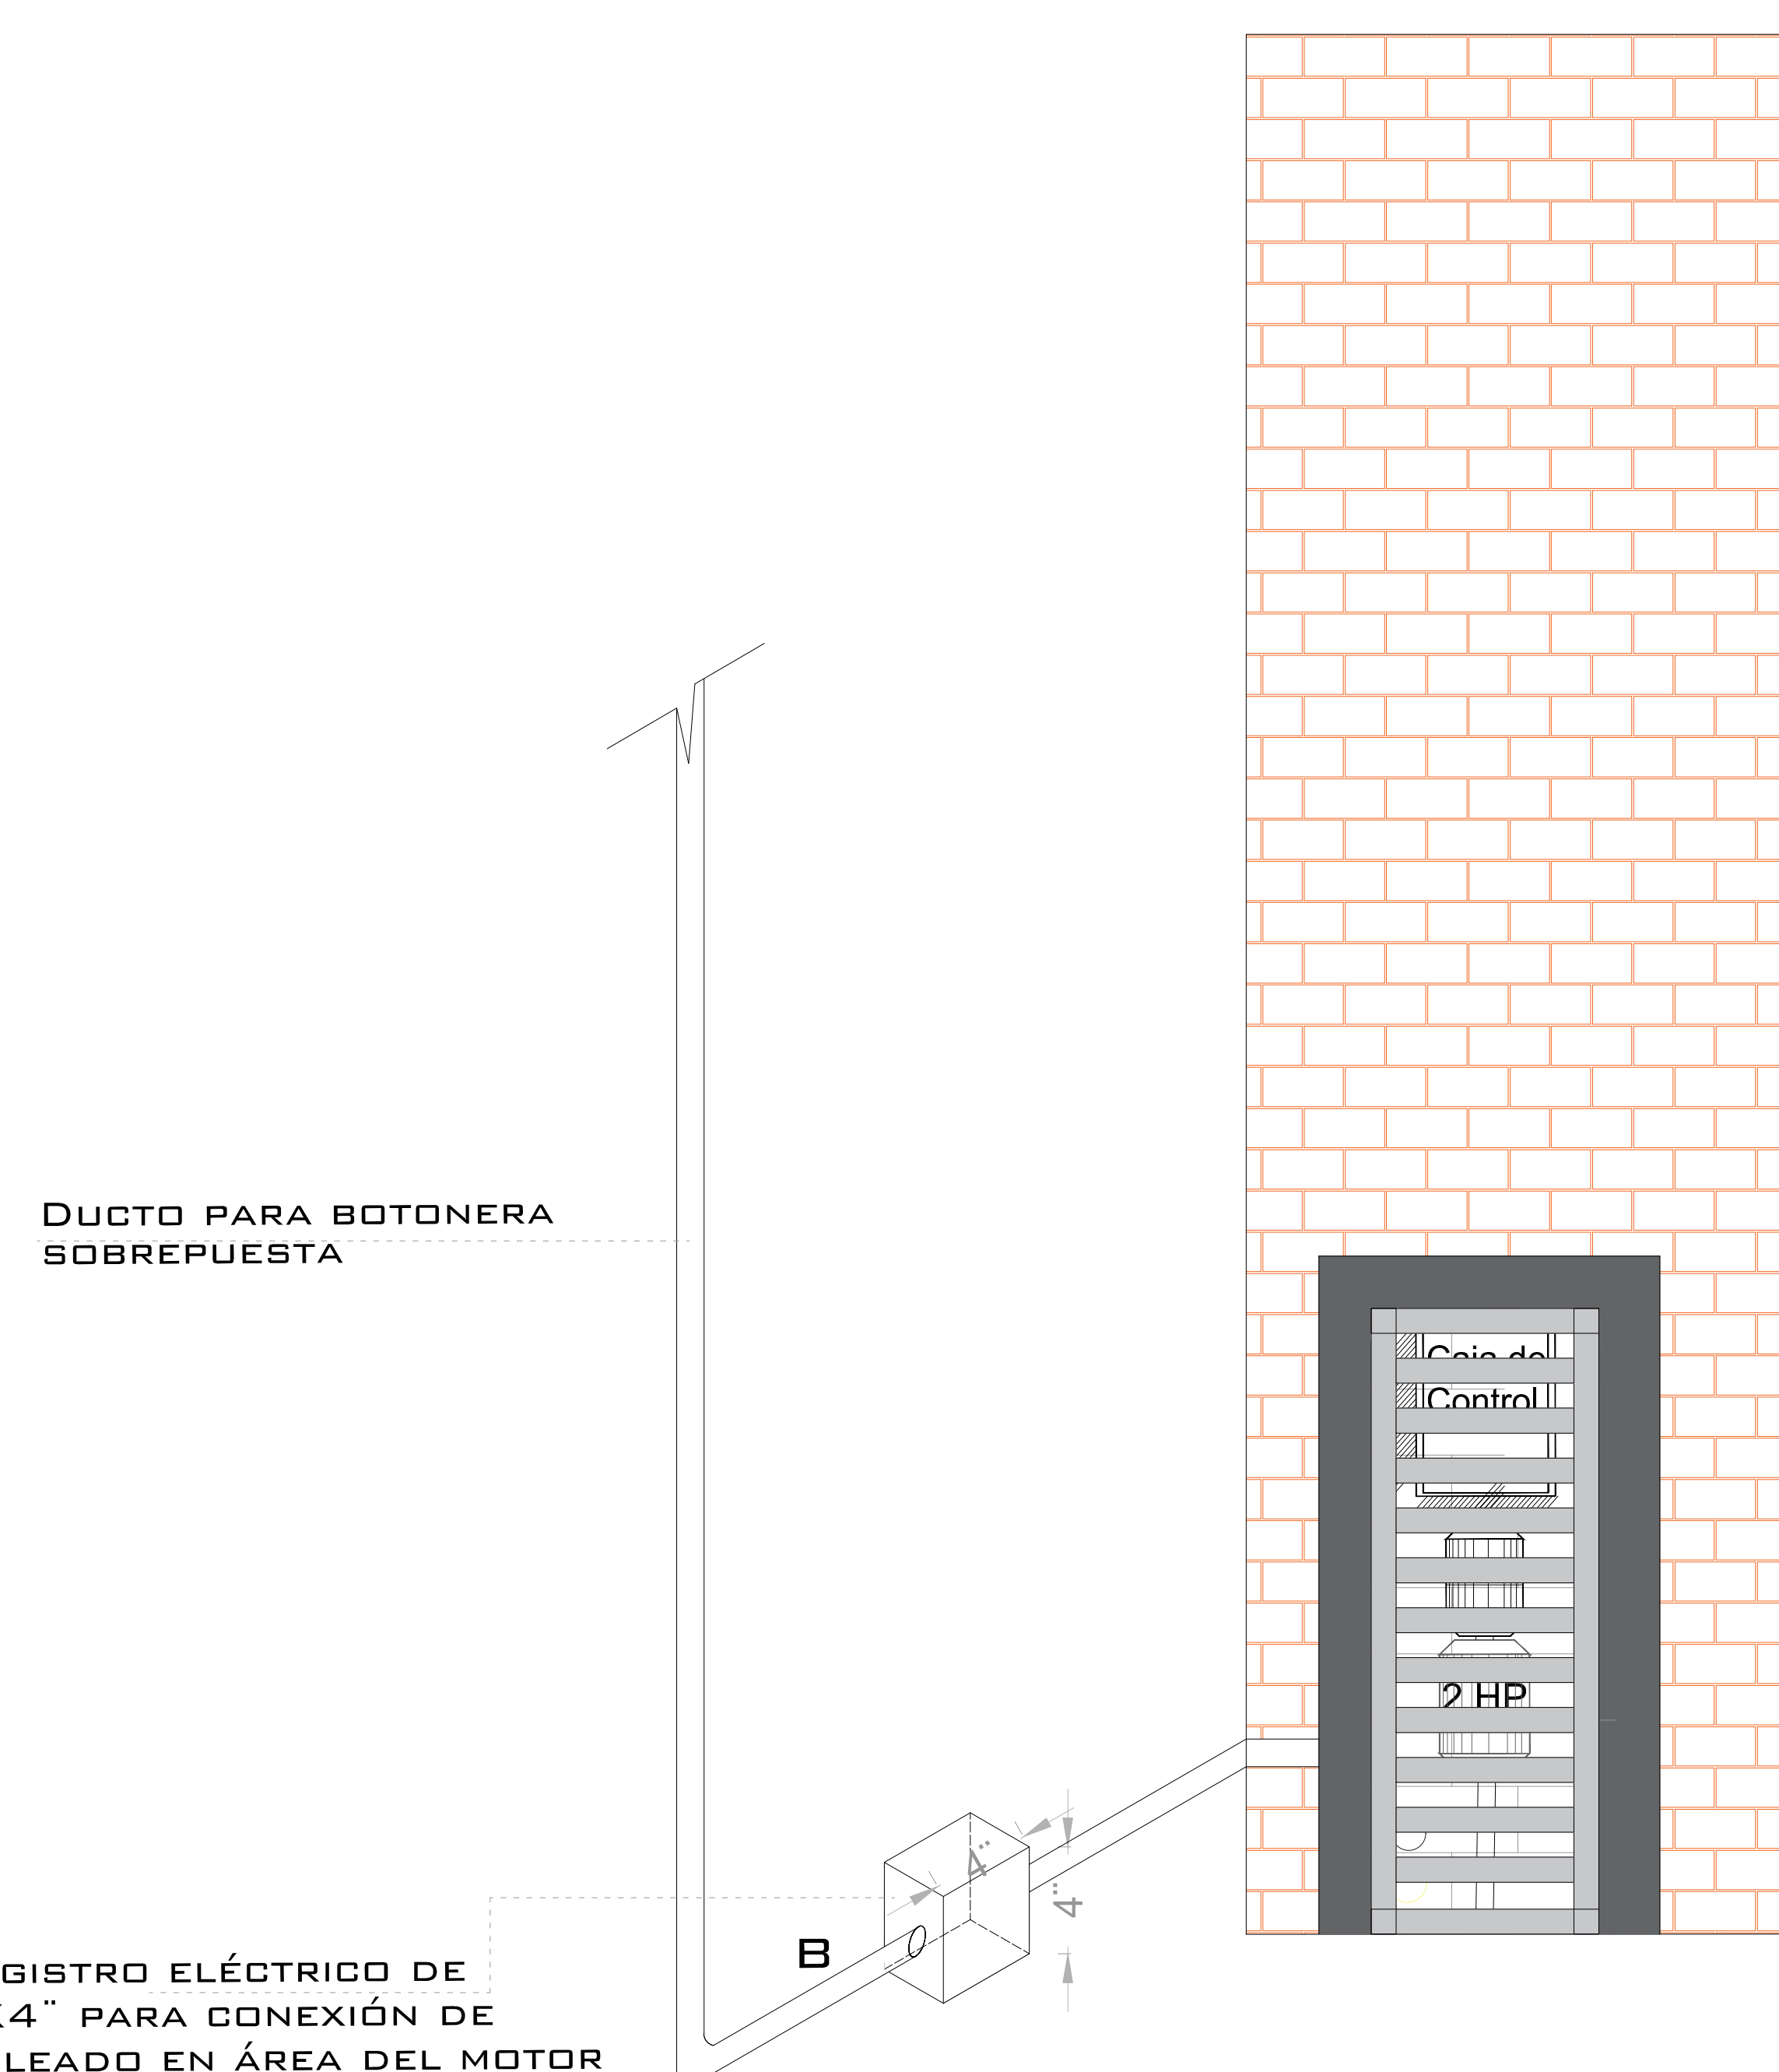 Ducto para botonera
sobrepuesta
Caja de
Control
2 HP
4¨
4¨
B
gistro eléctrico de
x4¨ para conexión de
leado en área del motor